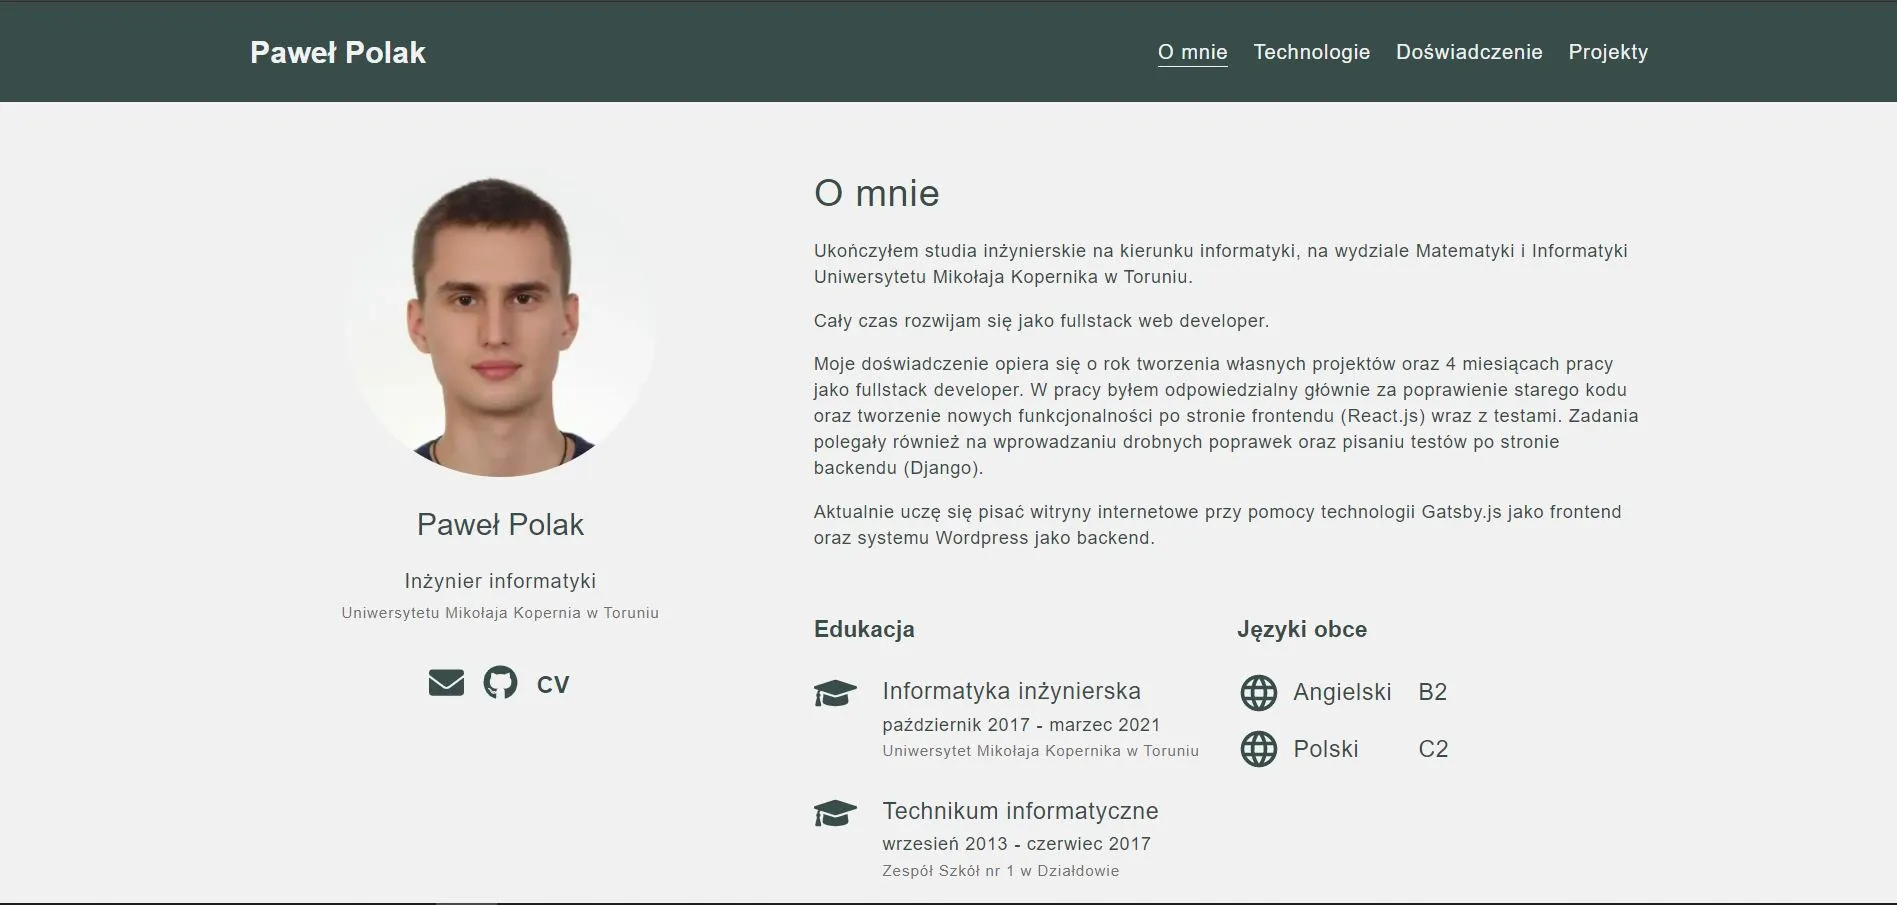 Paweł Polak
O mnie Technologie Doświadczenie Projekty
Paweł Polak
Inżynier informatyki
Uniwersytetu Mikołaja Kopernia w Toruniu
CV
O mnie
Ukończyłem studia inżynierskie na kierunku informatyki, na wydziale Matematyki i Informatyki
Uniwersytetu Mikołaja Kopernika w Toruniu.
Cały czas rozwijam się jako fullstack web developer.
Moje doświadczenie opiera się o rok tworzenia własnych projektów oraz 4 miesiącach pracy
jako fullstack developer. W pracy byłem odpowiedzialny głównie za poprawienie starego kodu
oraz tworzenie nowych funkcjonalności po stronie frontendu (React.js) wraz z testami. Zadania
polegały również na wprowadzaniu drobnych poprawek oraz pisaniu testów po stronie
backendu (Django).
Aktualnie uczę się pisać witryny internetowe przy pomocy technologii Gatsby.js jako frontend
oraz systemu Wordpress jako backend.
Edukacja
Informatyka inżynierska
październik 2017 - marzec 2021
Uniwersytet Mikołaja Kopernika w Toruniu
Technikum informatyczne
wrzesień 2013 - czerwiec 2017
Zespół Szkół nr 1 w Działdowie
Języki obce
Angielski B2
Polski C2